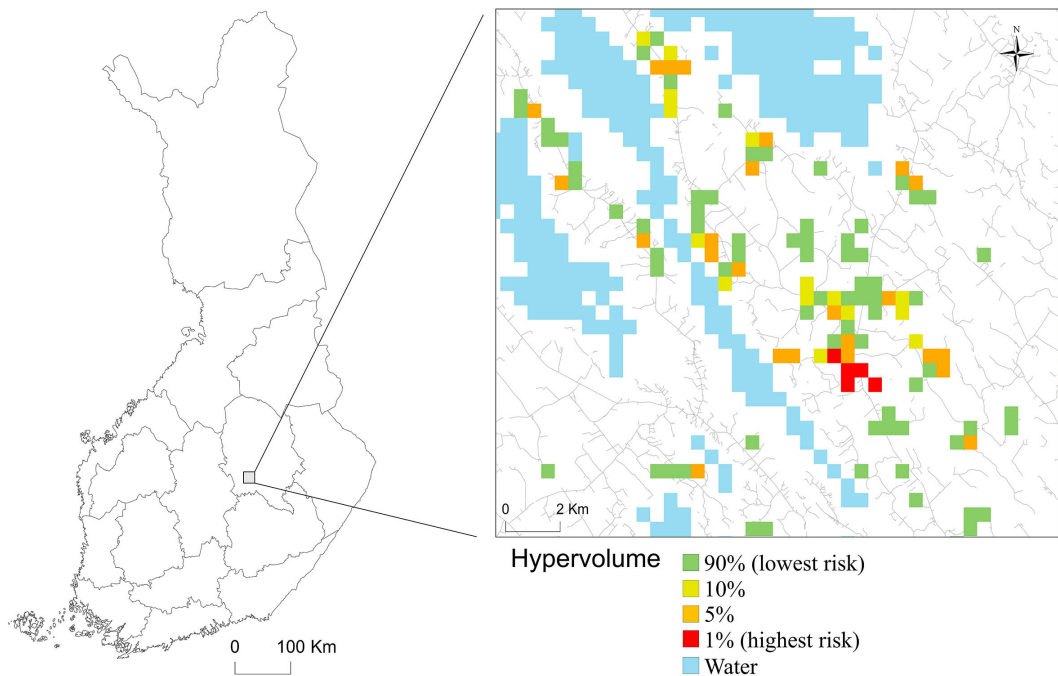 N
0 2 Km
Hypervolume
90% (lowest risk)
10%
5%
1% (highest risk)
Water
0 100 Km